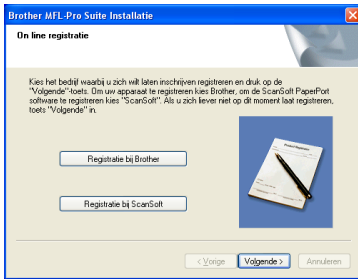 Brother MFL-Pro Suite Installatie
On line registratie
Kies het bedrijf waarbij u zich wilt laten inschrijven registreren en druk op de
"Volgende"-toets. Om uw apparaat te registreren kies Brother, om de ScanSoft PaperPort
software te registreren kies "ScanSoft". Als u zich liever niet op dit moment laat registreren,
toets "Volgende" in.
Registratie bij Brother
Product Registration
Registratie bij ScanSoft
< Vorige
Volgende >
Annuleren